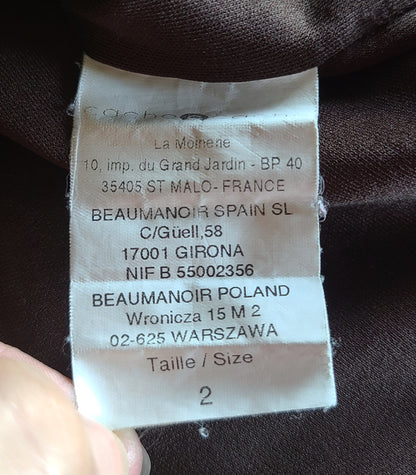 La Moinerie
10, imp. du Grand Jardin - BP 40
35405 ST MALO- FRANCE
BEAUMANOIR SPAIN SL
C/Güell,58
17001 GIRONA
NIF B 55002356
BEAUMANOIR POLAND
Wronicza 15 M 2
02-625 WARSZAWA
Taille / Size
2